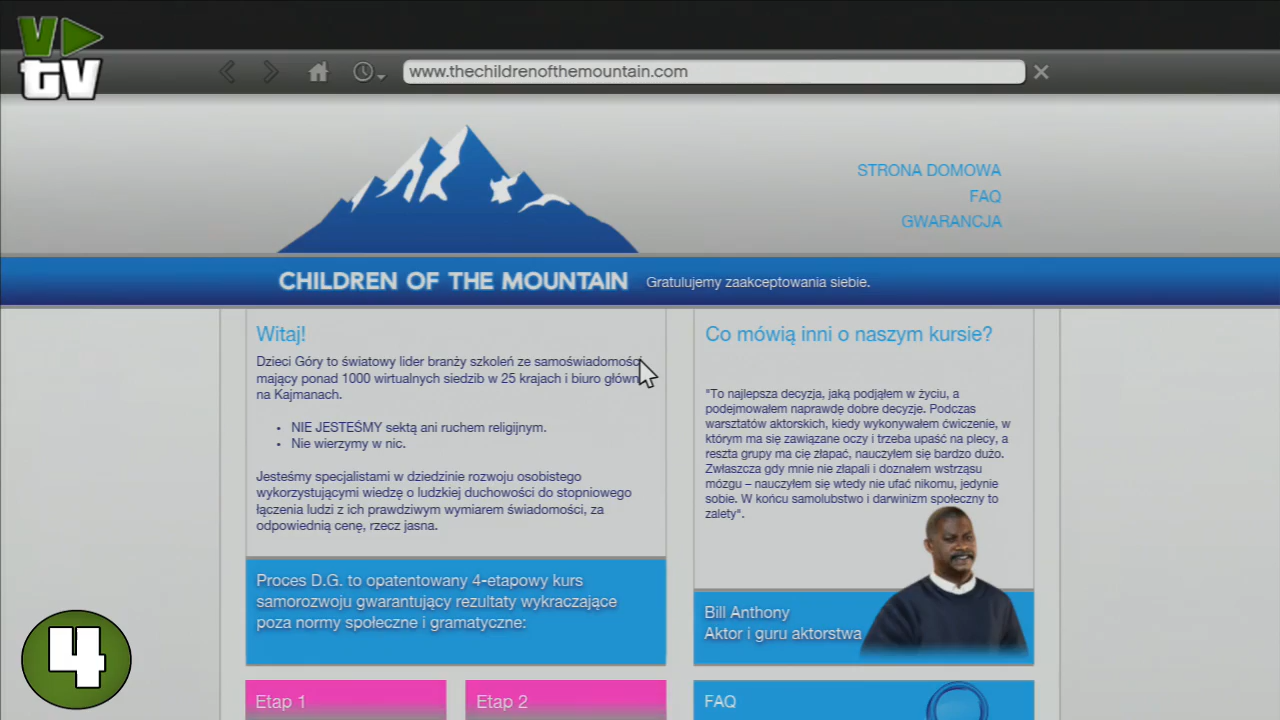 V
TV
www.thechildrenofthemountain.com
STRONA DOMOWA
FAQ
GWARANCJA
CHILDREN OF THE MOUNTAIN
Gratulujemy zaakceptowania siebie.
Witaj!
Dzieci Góry to światowy lider branży szkoleń ze
mający ponad 1000 wirtualnych siedzib w 25 krajach i biuro
na Kajmanach.
• NIE JESTEŚMY sektą ani ruchem religijnym.
• Nie wierzymy w nic.
Jesteśmy specjalistami w dziedzinie rozwoju osobistego
wykorzystującymi wiedzę o ludzkiej duchowości do stopniowego
łączenia ludzi z ich prawdziwym wymiarem świadomości, za
odpowiednią cenę, rzecz jasna.
Proces D.G. to opatentowany 4-etapowy kurs
samorozwoju gwarantujący rezultaty wykraczające
poza normy społeczne i gramatyczne:
Etap 1
Etap 2
Co mówią inni o naszym kursie?
"To najlepsza decyzja, jaką podjąłem w życiu, a
podejmowałem naprawdę dobre decyzje. Podczas
warsztatów aktorskich, kiedy wykonywałem ćwiczenie, w
którym ma się zawiązane oczy i trzeba upaść na plecy, a
reszta grupy ma cię złapać, nauczyłem się bardzo dużo.
Zwłaszcza gdy mnie nie złapali i doznałem wstrząsu
mózgu – nauczyłem się wtedy nie ufać nikomu, jedynie
sobie. W końcu samolubstwo i darwinizm społeczny to
zalety".
Bill Anthony
Aktor i guru aktorstwa
FAQ
4